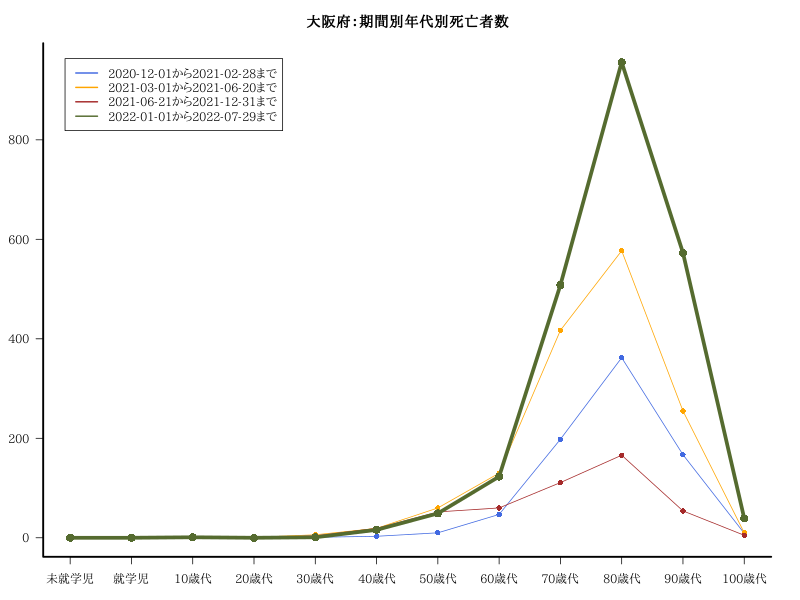 大阪府：期間別年代別死亡者数
2020-12-01から2021-02-28まで
2021-03-01から2021-06-20まで
2021-06-21から2021-12-31まで
2022-01-01から2022-07-29まで
800
600
400
200
0
未就学児 就学児 10歳代 20歳代 30歳代 40歳代 50歳代 60歳代 70歳代 80歳代 90歳代 100歳代